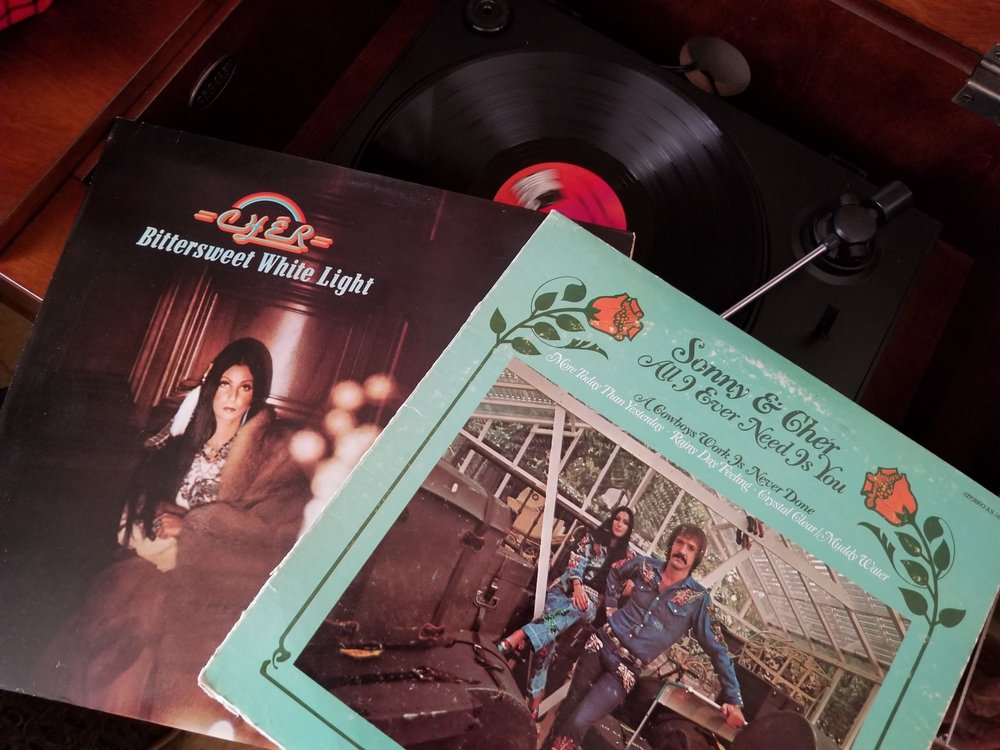 CHER
Bittersweet White Light
Sonny & Cher
All I Ever Need Is You
A Cowboys Work Is Never Done
More Today Than Yesterday · Rainy Day Feeling · Crystal Clear/Muddy Water
STEREO